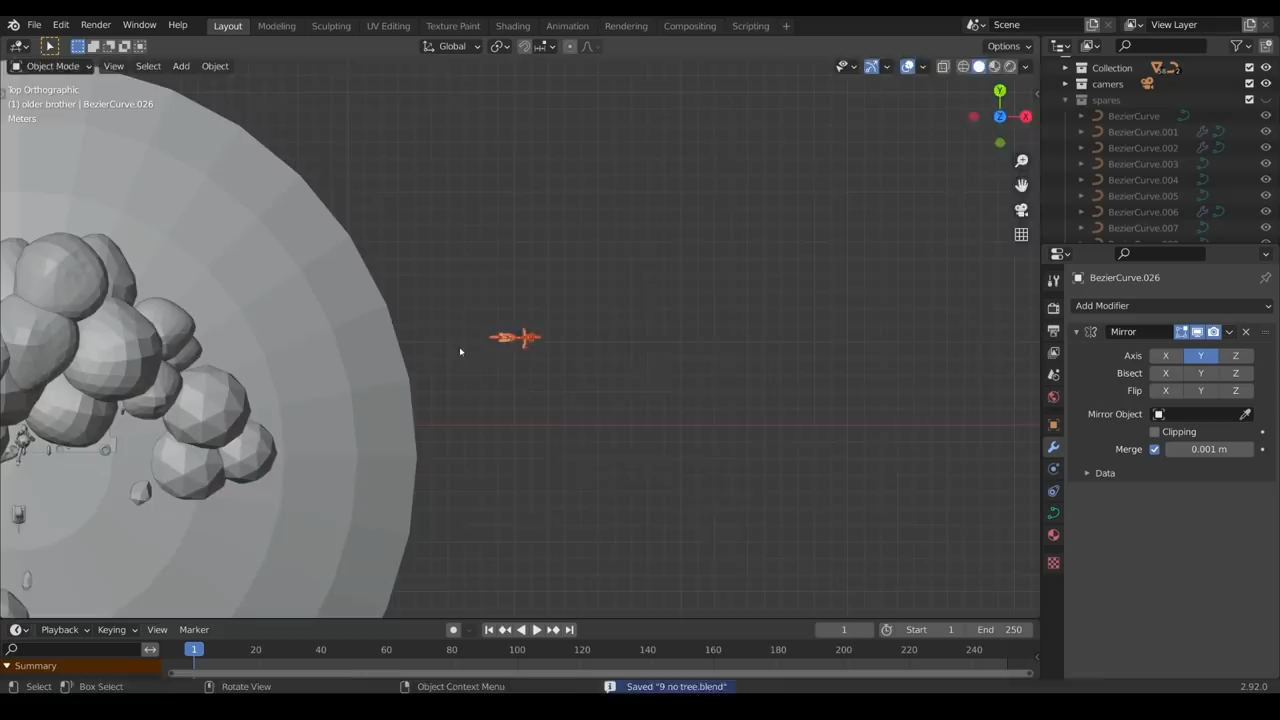 File Edit Render Window Help Layout Modeling Sculpting UV Editing Texture Paint Shading Animation Rendering Compositing Scripting + Scene View Layer
Global Options
Object Mode View Select Add Object
Top Orthographic
(1) older brother | BezierCurve.026
Meters
Y
Z X
Collection
camers
spares
BezierCurve
BezierCurve.001
BezierCurve.002
BezierCurve.003
BezierCurve.004
BezierCurve.005
BezierCurve.006
BezierCurve.007
BezierCurve.026
Add Modifier
Mirror
Axis X Y Z
Bisect X Y Z
Flip X Y Z
Mirror Object
Clipping
Merge 0.001 m
Data
Playback Keying View Marker 1 Start 1 End 250
1 20 40 60 80 100 120 140 160 180 200 220 240
Summary
Select Box Select Rotate View Object Context Menu Saved "9 no tree.blend" 2.92.0